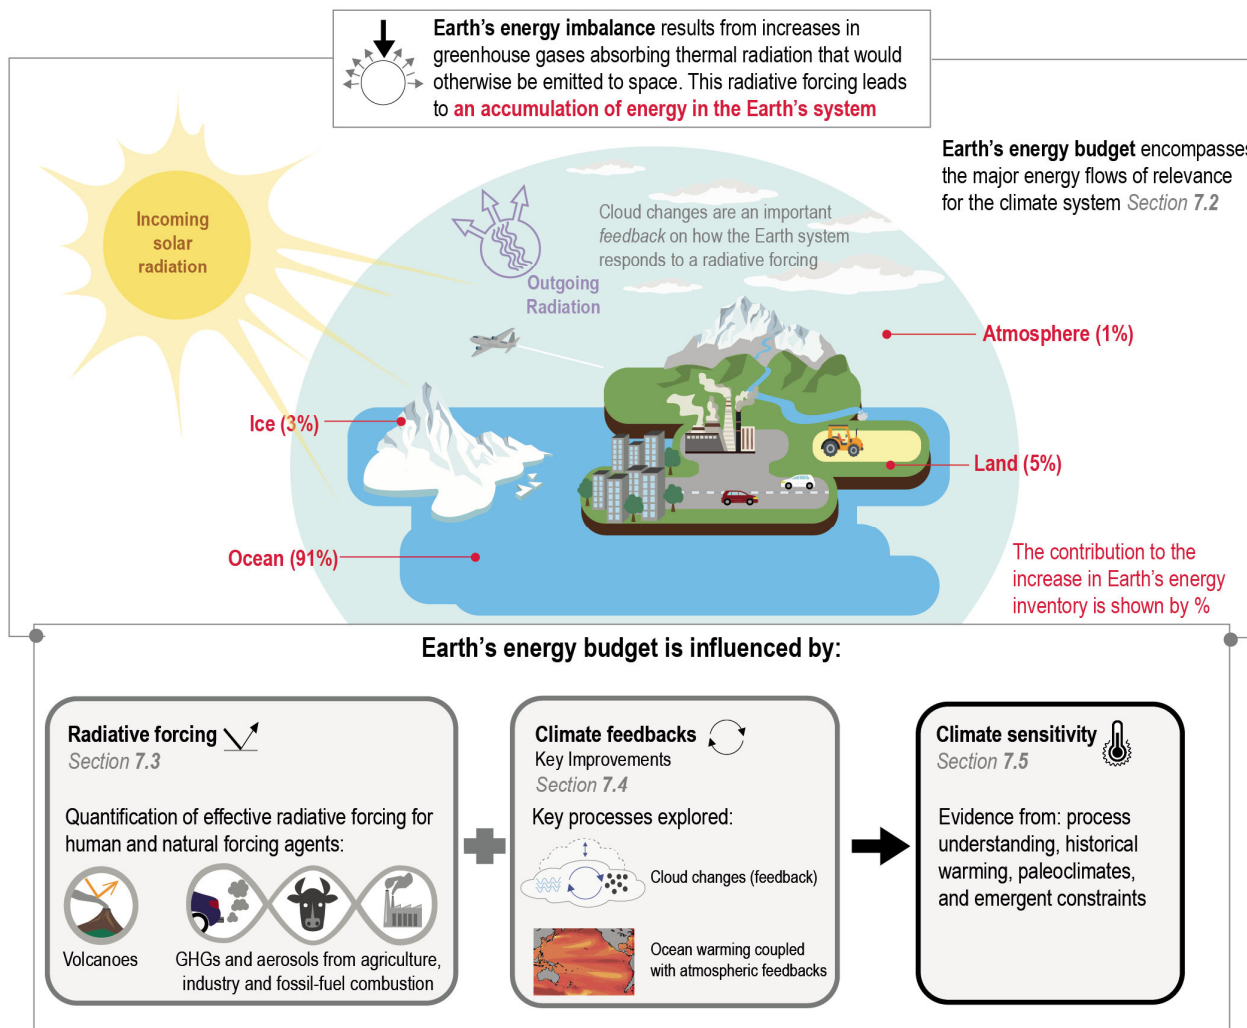 Earth's energy imbalance results from increases in
greenhouse gases absorbing thermal radiation that would
otherwise be emitted to space. This radiative forcing leads
to an accumulation of energy in the Earth's system
Earth's energy budget encompasses
the major energy flows of relevance
for the climate system Section 7.2
Incoming
solar
radiation
Cloud changes are an important
feedback on how the Earth system
responds to a radiative forcing
Outgoing
Radiation
Atmosphere (1%)
Ice (3%)
Land (5%)
Ocean (91%)
The contribution to the
increase in Earth's energy
inventory is shown by %
Earth's energy budget is influenced by:
Radiative forcing
Section 7.3
Quantification of effective radiative forcing for
human and natural forcing agents:
Volcanoes
GHGs and aerosols from agriculture,
industry and fossil-fuel combustion
Climate feedbacks
Key Improvements
Section 7.4
Key processes explored:
Cloud changes (feedback)
Ocean warming coupled
with atmospheric feedbacks
Climate sensitivity
Section 7.5
Evidence from: process
understanding, historical
warming, paleoclimates,
and emergent constraints